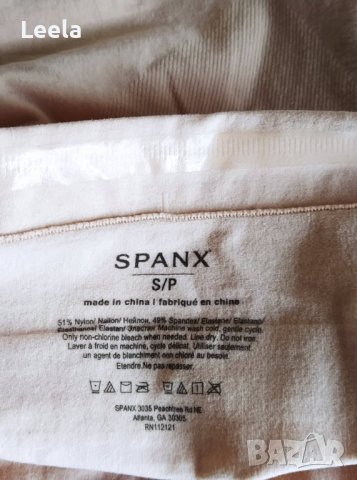 Leela
SPANX
S/P
made in china / fabriqué en chine
51% Nylon/ Nailon/ Нейлон, 49% Spandex/ Elastane/ Elastano/
Elasthannei/ Elastan/ Эластан Machine wash cold, gentle cycle.
Only non-chlorine bleach when needed. Line dry. Do not iron.
Laver à froid en machine, cycle délicat. Utiliser seulement
un agent de blanchiment non chloré au besoin.
Etendre. Ne pas repasser.
SPANX 3035 Peachtree Rd NE
Atlanta, GA 30305
RN112121
BAZAR